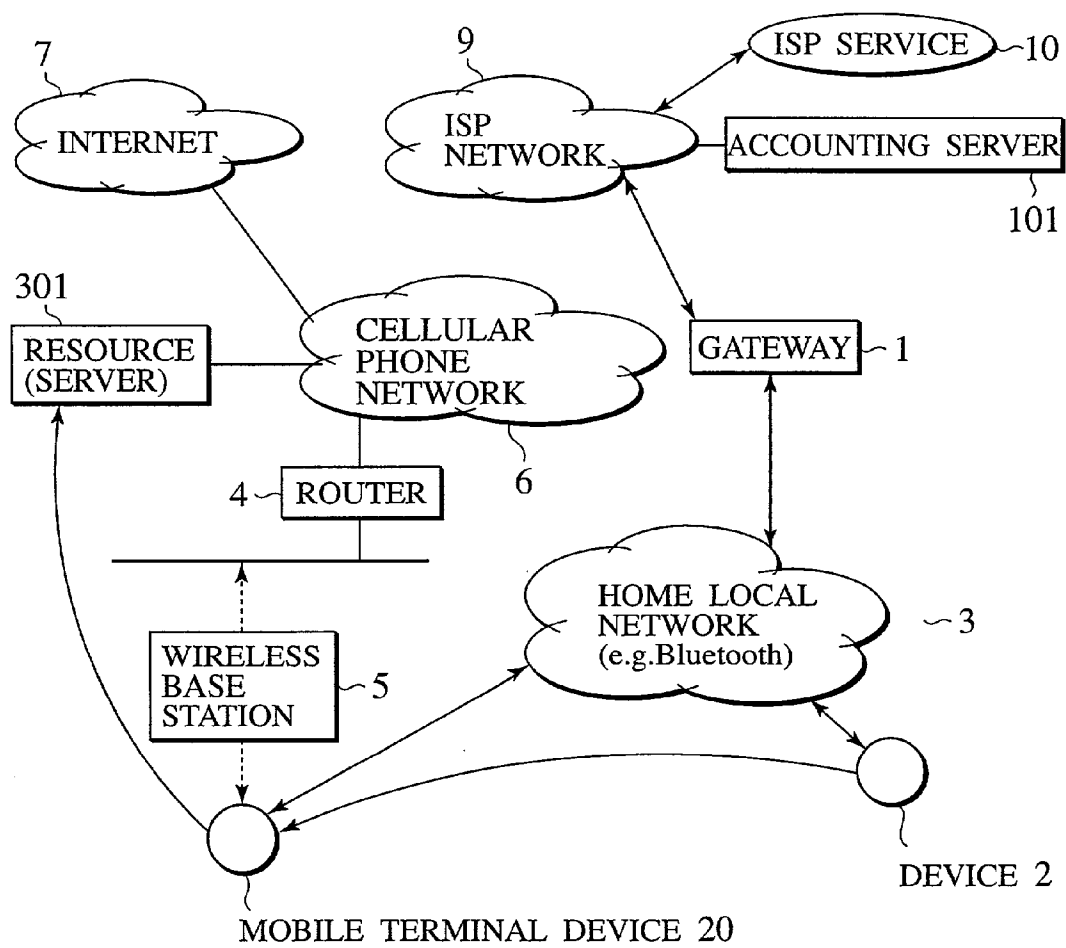 7
INTERNET
9
ISP
NETWORK
ISP SERVICE
10
ACCOUNTING SERVER
101
301
RESOURCE
(SERVER)
CELLULAR
PHONE
NETWORK
6
GATEWAY
1
4
ROUTER
HOME LOCAL
NETWORK
(e.g.Bluetooth)
3
WIRELESS
BASE
STATION
5
DEVICE 2
MOBILE TERMINAL DEVICE 20